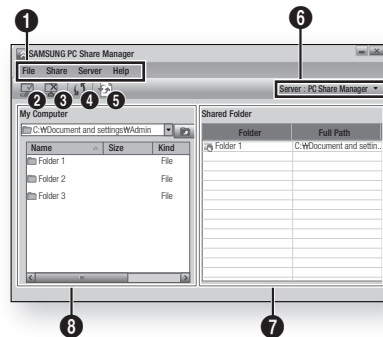 1
6
SAMSUNG PC Share Manager
File Share Server Help
2 3 4 5
Server : PC Share Manager
My Computer
Shared Folder
C:₩Document and settings₩Admin
Folder Full Path
Name Size Kind
Folder 1 C:₩Document and settin..
Folder 1 File
Folder 2 File
Folder 3 File
8
7